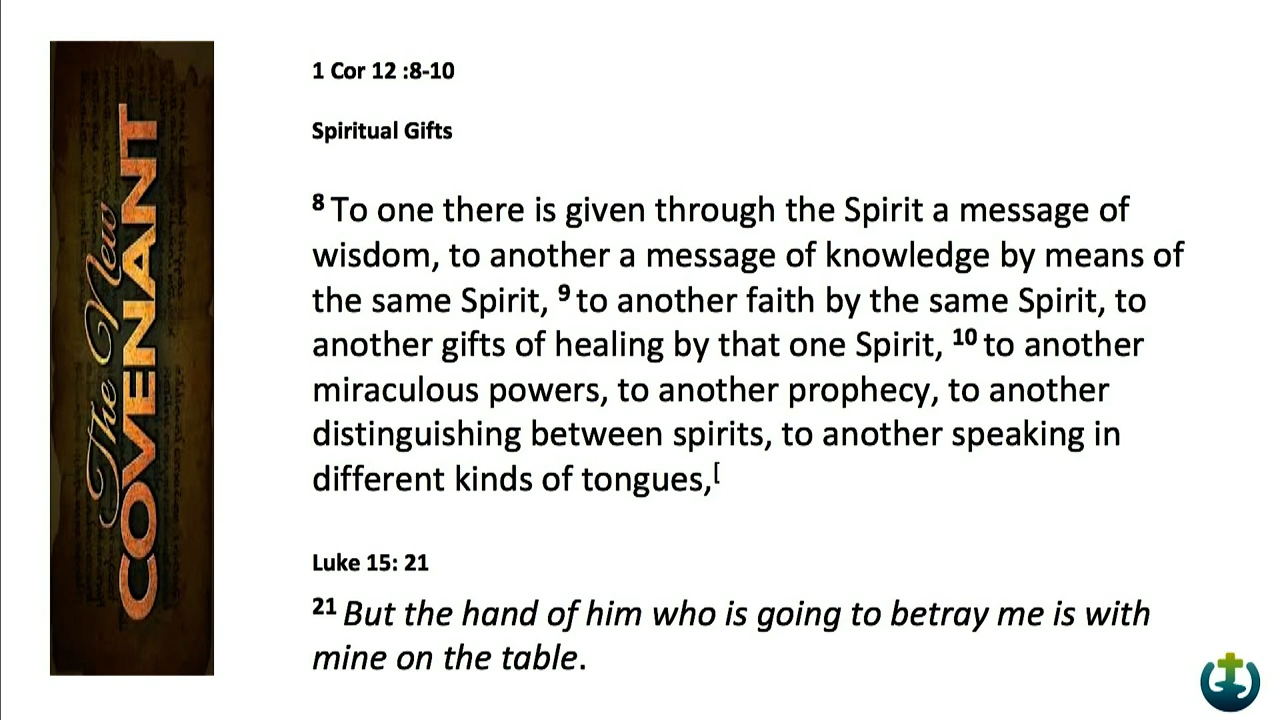 The New
COVENANT
1 Cor 12 :8-10
Spiritual Gifts
8 To one there is given through the Spirit a message of
wisdom, to another a message of knowledge by means of
the same Spirit, 9 to another faith by the same Spirit, to
another gifts of healing by that one Spirit, 10 to another
miraculous powers, to another prophecy, to another
distinguishing between spirits, to another speaking in
different kinds of tongues,[
Luke 15: 21
21 But the hand of him who is going to betray me is with
mine on the table.